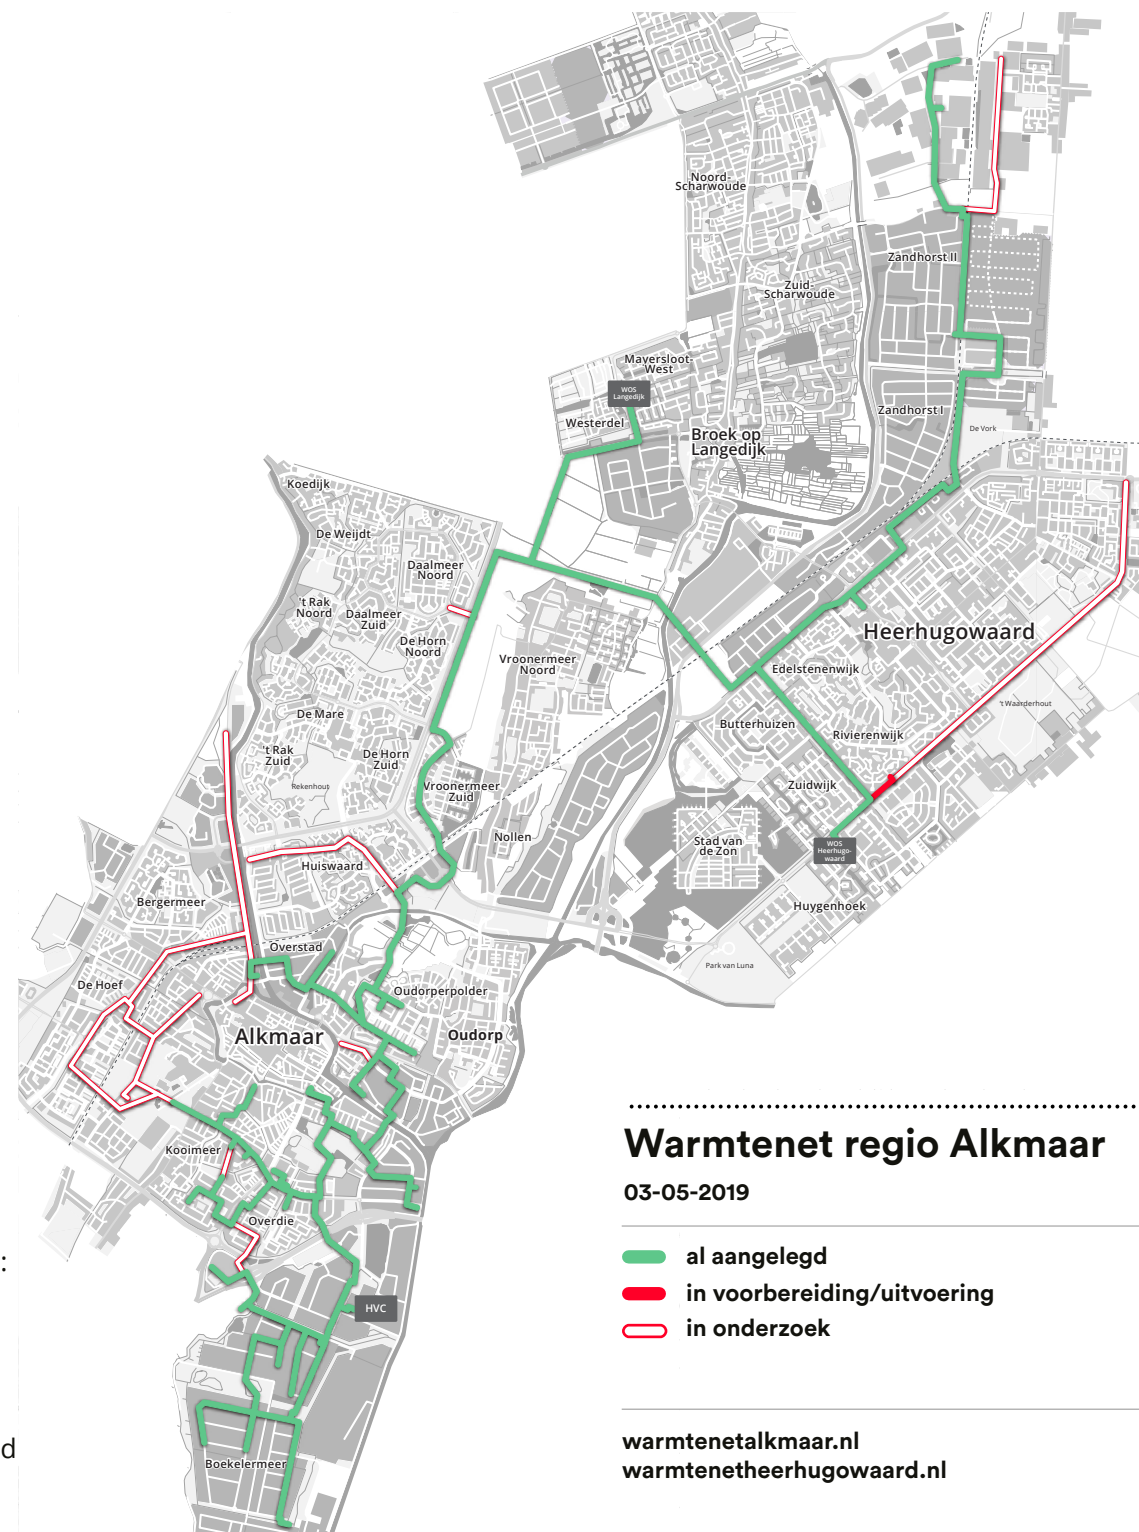 Noord-
Scharwoude
Zandhorst II
Zuid-
Scharwoude
Mayersloot-
West
WOS
Langedijk
Westerdel
Zandhorst I
De Vork
Broek op
Langedijk
Koedijk
De Weijdt
Daalmeer
Noord
't Rak
Noord
Daalmeer
Zuid
De Horn
Noord
Heerhugowaard
Vroonermeer
Noord
Edelstenenwijk
't Waarderhout
De Mare
Butterhuizen
Rivierenwijk
't Rak
Zuid
De Horn
Zuid
Rekenhout
Vroonermeer
Zuid
Zuidwijk
Nollen
Stad van
de Zon
WOS
Heerhugo-
waard
Huiswaard
Bergermeer
Huygenhoek
Overstad
Park van Luna
De Hoef
Oudorperpolder
Alkmaar
Oudorp
Kooimeer
Overdie
HVC
Boekelermeer
:
d
Warmtenet regio Alkmaar
03-05-2019
al aangelegd
in voorbereiding/uitvoering
in onderzoek
warmtenetalkmaar.nl
warmtenetheerhugowaard.nl